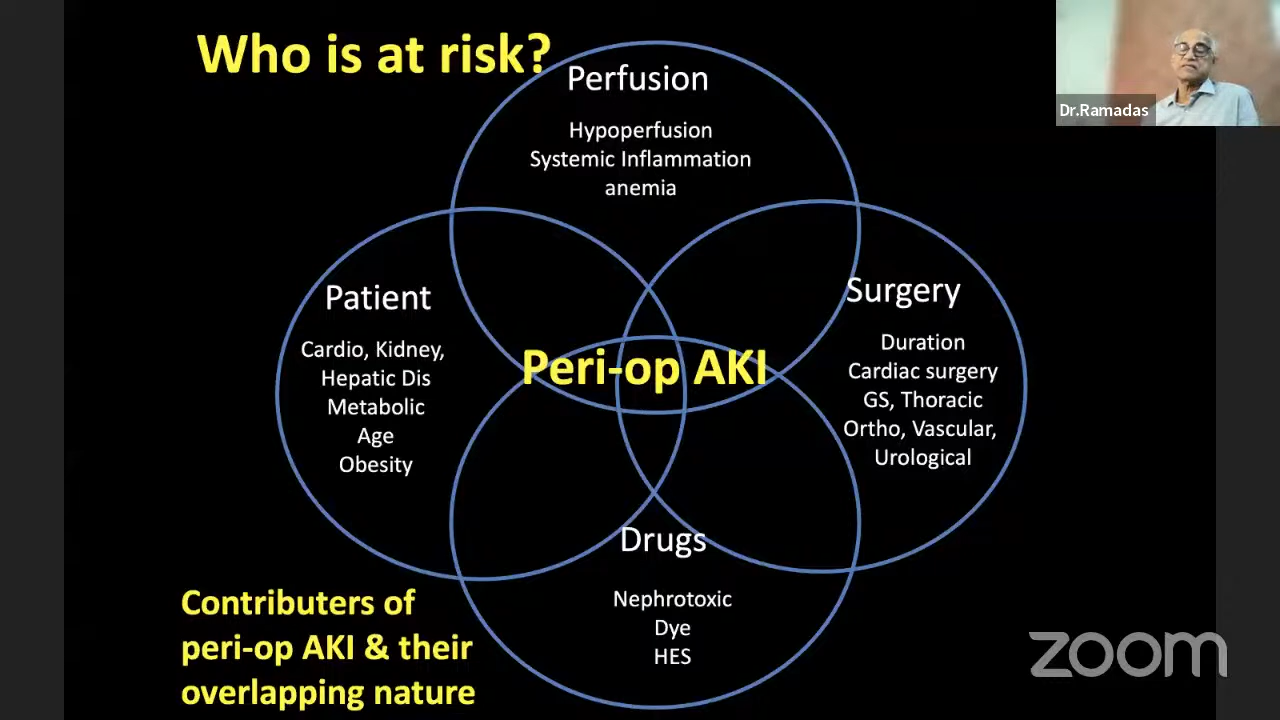 Who is at risk?
Perfusion
Hypoperfusion
Systemic Inflammation
anemia
Dr.Ramadas
Patient
Cardio, Kidney,
Hepatic Dis
Metabolic
Age
Obesity
Peri-op AKI
Surgery
Duration
Cardiac surgery
GS, Thoracic
Ortho, Vascular,
Urological
Drugs
Nephrotoxic
Dye
HES
Contributers of
peri-op AKI & their
overlapping nature
zoom